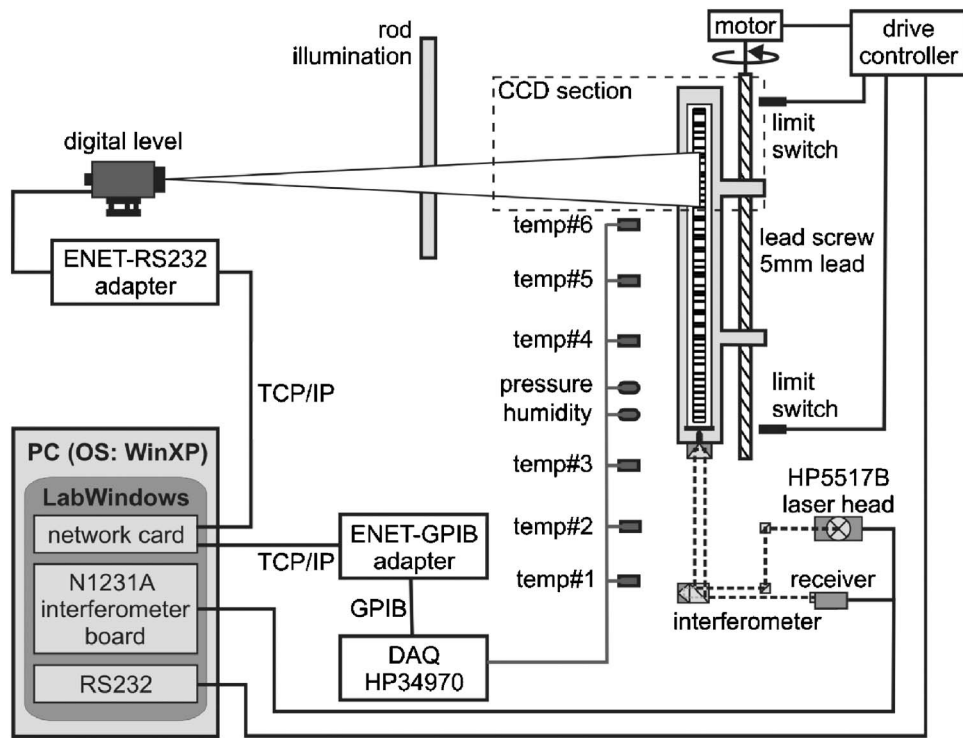 rod
illumination
motor
drive
controller
CCD section
limit
switch
digital level
temp#6
ENET-RS232
adapter
lead screw
5mm lead
temp#5
temp#4
TCP/IP
pressure
humidity
limit
switch
PC (OS: WinXP)
temp#3
LabWindows
HP5517B
laser head
network card
TCP/IP
ENET-GPIB
adapter
temp#2
N1231A
interferometer
board
GPIB
temp#1
receiver
interferometer
DAQ
HP34970
RS232